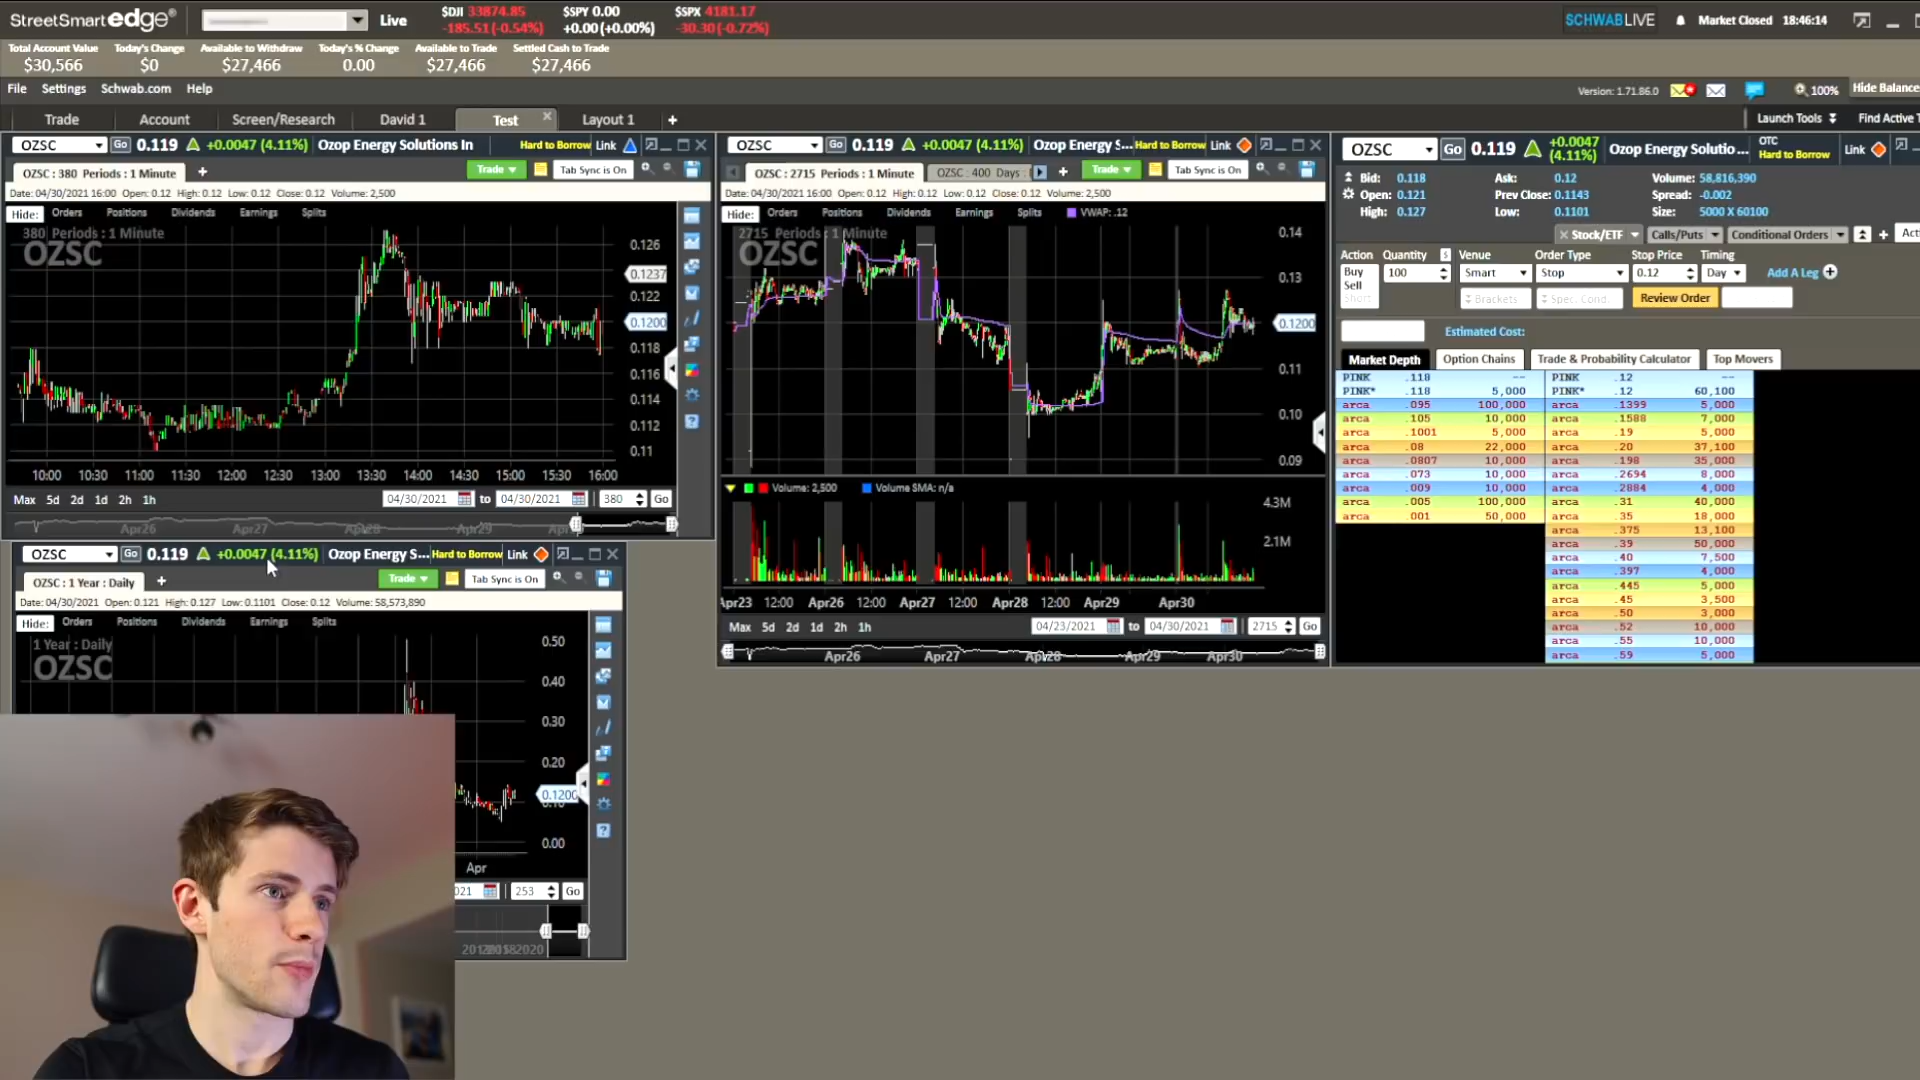 StreetSmart edge®
Live
$DJI 33874.85
-185.51 (-0.54%)
$SPY 0.00
+0.00 (+0.00%)
$SPX 4181.17
-30.30 (-0.72%)
SCHWABLIVE
Market Closed 18:46:14
Total Account Value Today's Change Available to Withdraw Today's % Change Available to Trade Settled Cash to Trade
$30,566 $0 $27,466 0.00 $27,466 $27,466
File Settings Schwab.com Help
Version: 1.71.86.0 100% Hide Balance
Trade Account Screen/Research David 1 Test Layout 1 +
Launch Tools Find Active T
OZSC Go 0.119 +0.0047 (4.11%) Ozop Energy Solutions In Hard to Borrow Link
OZSC : 380 Periods : 1 Minute + Trade Tab Sync is On
Date: 04/30/2021 16:00 Open: 0.12 High: 0.12 Low: 0.12 Close: 0.12 Volume: 2,500
Hide: Orders Positions Dividends Earnings Splits
380 Periods : 1 Minute
OZSC
0.126
0.1237
0.122
0.1200
0.118
0.116
0.114
0.112
0.11
10:00 10:30 11:00 11:30 12:00 12:30 13:00 13:30 14:00 14:30 15:00 15:30 16:00
Max 5d 2d 1d 2h 1h 04/30/2021 to 04/30/2021 380 Go
Apr26 Apr27 Apr28 Apr29
OZSC Go 0.119 +0.0047 (4.11%) Ozop Energy S... Hard to Borrow Link
OZSC : 2715 Periods : 1 Minute OZSC : 400 Days : + Trade Tab Sync is On
Date: 04/30/2021 16:00 Open: 0.12 High: 0.12 Low: 0.12 Close: 0.12 Volume: 2,500
Hide: Orders Positions Dividends Earnings Splits VWAP: .12
2715 Periods : 1 Minute
OZSC
0.14
0.13
0.1200
0.11
0.10
0.09
Volume: 2,500 Volume SMA: n/a
4.3M
2.1M
Apr23 12:00 Apr26 12:00 Apr27 12:00 Apr28 12:00 Apr29 Apr30
Max 5d 2d 1d 2h 1h 04/23/2021 to 04/30/2021 2715 Go
Apr26 Apr27 Apr28 Apr29 Apr30
OZSC Go 0.119 +0.0047 (4.11%) Ozop Energy Solutio ... OTC Hard to Borrow Link
Bid: 0.118 Ask: 0.12 Volume: 58,816,390
Open: 0.121 Prev Close: 0.1143 Spread: -0.002
High: 0.127 Low: 0.1101 Size: 5000 X 60100
Stock/ETF Calls/Puts Conditional Orders + Acti
Action Quantity S Venue Order Type Stop Price Timing
Buy 100 Smart Stop 0.12 Day Add A Leg
Sell
Short Brackets Spec. Cond. Review Order
Estimated Cost:
Market Depth Option Chains Trade & Probability Calculator Top Movers
PINK .118 -- PINK .12 --
PINK* .118 5,000 PINK* .12 60,100
arca .095 100,000 arca .1399 5,000
arca .105 10,000 arca .1588 7,000
arca .1001 5,000 arca .19 5,000
arca .08 22,000 arca .20 37,100
arca .0807 10,000 arca .198 35,000
arca .073 10,000 arca .2694 8,000
arca .009 10,000 arca .2884 4,000
arca .005 100,000 arca .31 40,000
arca .001 50,000 arca .35 18,000
arca .375 13,100
arca .39 50,000
arca .40 7,500
arca .397 4,000
arca .445 5,000
arca .45 3,500
arca .50 3,000
arca .52 10,000
arca .55 10,000
arca .59 5,000
OZSC Go 0.119 +0.0047 (4.11%) Ozop Energy S... Hard to Borrow Link
OZSC : 1 Year : Daily + Trade Tab Sync is On
Date: 04/30/2021 Open: 0.121 High: 0.127 Low: 0.1101 Close: 0.12 Volume: 58,573,890
Hide: Orders Positions Dividends Earnings Splits
1 Year : Daily
OZSC
0.50
0.40
0.30
0.20
0.1200
0.00
Apr
021 253 Go
2020